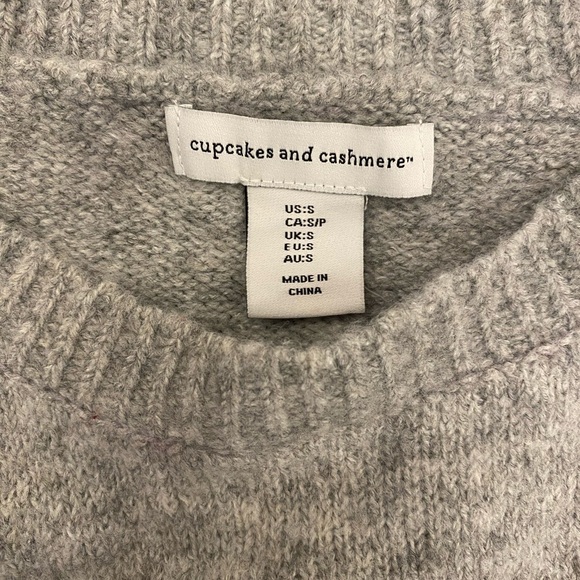 cupcakes and cashmere™
US:S
CA:S/P
UK:S
EU:S
AU:S
MADE IN
CHINA